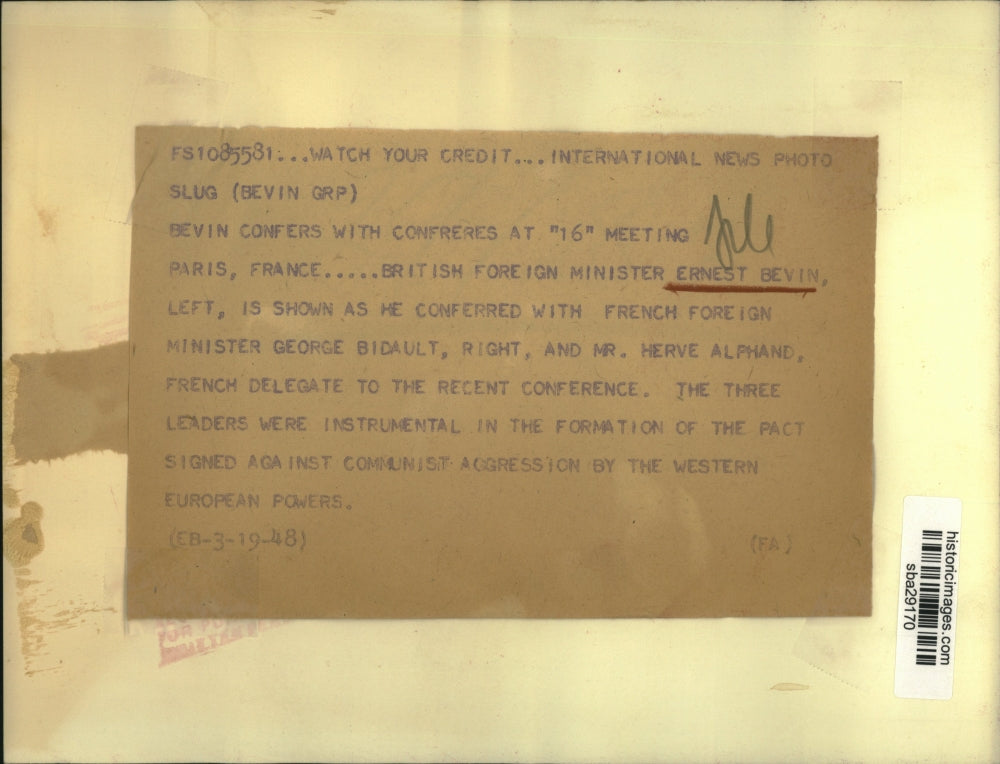 FS1085581...WATCH YOUR CREDIT...INTERNATIONAL NEWS PHOTO
SLUG (BEVIN GRP)
BEVIN CONFERS WITH CONFRERES AT "16" MEETING
PARIS, FRANCE.....BRITISH FOREIGN MINISTER ERNEST BEVIN,
LEFT, IS SHOWN AS HE CONFERRED WITH FRENCH FOREIGN
MINISTER GEORGE BIDAULT, RIGHT, AND MR. HERVE ALPHAND,
FRENCH DELEGATE TO THE RECENT CONFERENCE. THE THREE
LEADERS WERE INSTRUMENTAL IN THE FORMATION OF THE PACT
SIGNED AGAINST COMMUNIST AGGRESSION BY THE WESTERN
EUROPEAN POWERS.
(EB-3-19-48) (FA)
historicimages.com
sba29170